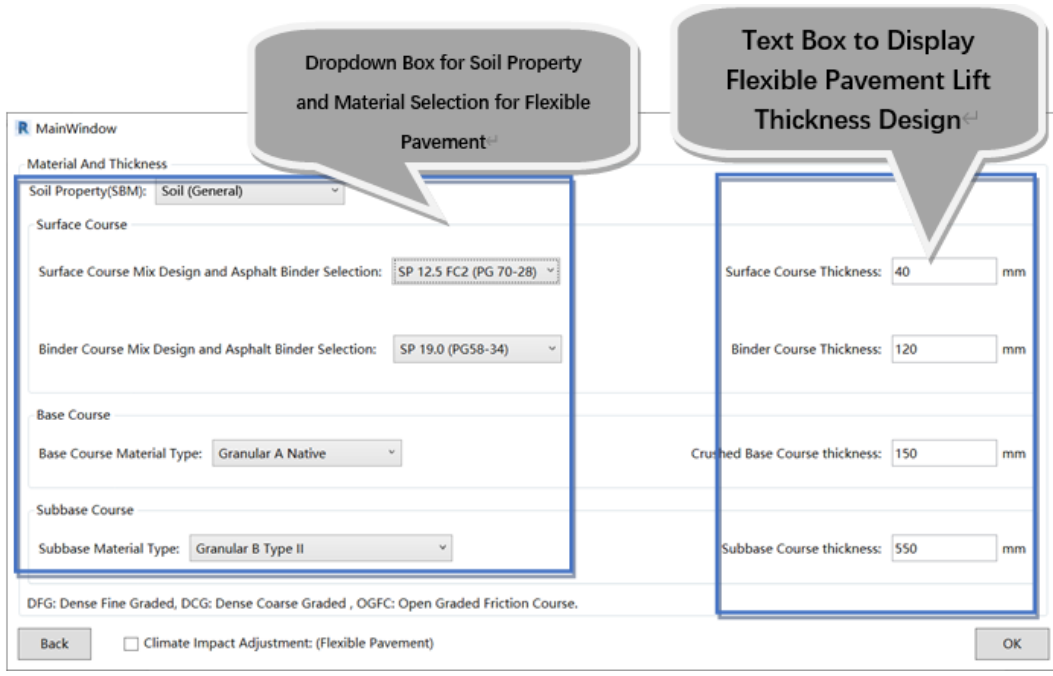 Dropdown Box for Soil Property
and Material Selection for Flexible
Pavement↵
Text Box to Display
Flexible Pavement Lift
Thickness Design↵
R MainWindow
Material And Thickness
Soil Property(SBM): Soil (General)
Surface Course
Surface Course Mix Design and Asphalt Binder Selection: SP 12.5 FC2 (PG 70-28) Surface Course Thickness: 40 mm
Binder Course Mix Design and Asphalt Binder Selection: SP 19.0 (PG58-34) Binder Course Thickness: 120 mm
Base Course
Base Course Material Type: Granular A Native Crushed Base Course thickness: 150 mm
Subbase Course
Subbase Material Type: Granular B Type II Subbase Course thickness: 550 mm
DFG: Dense Fine Graded, DCG: Dense Coarse Graded , OGFC: Open Graded Friction Course.
Back Climate Impact Adjustment: (Flexible Pavement) OK